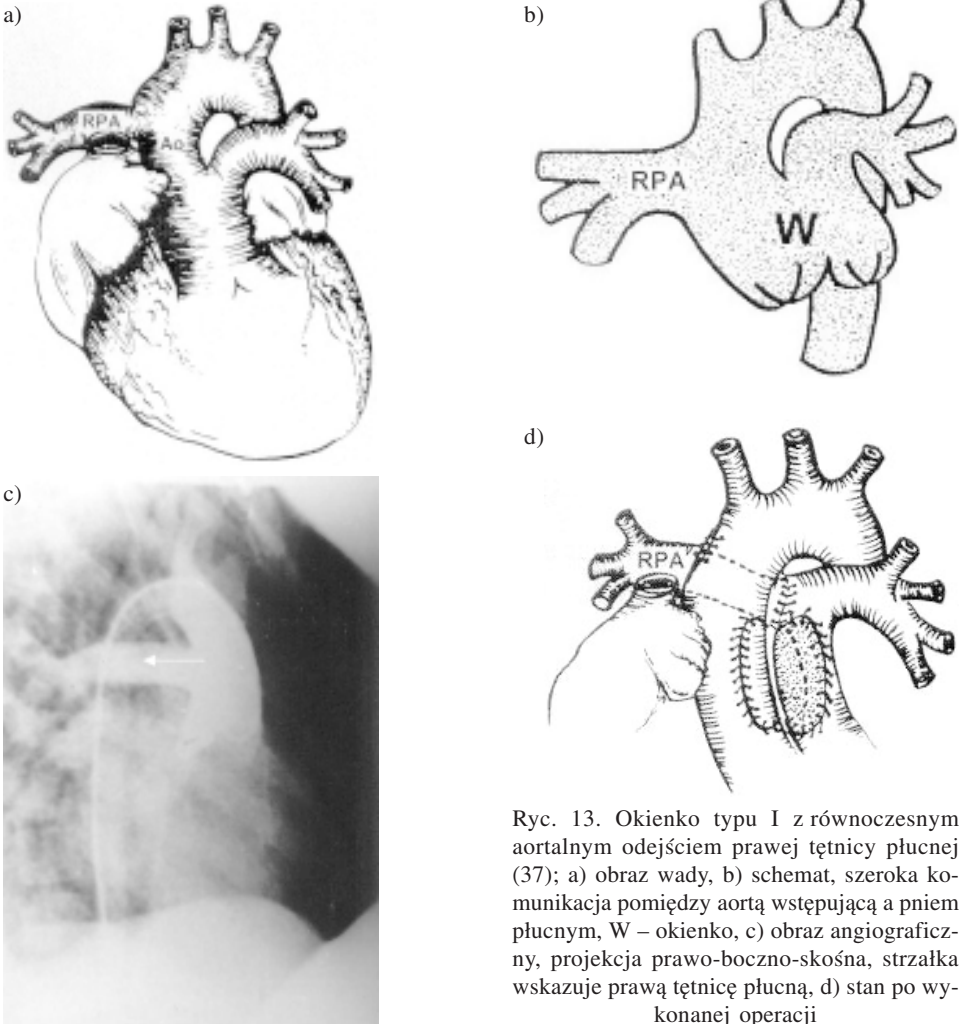 a)
RPA
Ao
b)
RPA
W
c)
d)
RPA
Ryc. 13. Okienko typu I z równoczesnym
aortalnym odejściem prawej tętnicy płucnej
(37); a) obraz wady, b) schemat, szeroka ko-
munikacja pomiędzy aortą wstępującą a pniem
płucnym, W – okienko, c) obraz angiograficz-
ny, projekcja prawo-boczno-skośna, strzałka
wskazuje prawą tętnicę płucną, d) stan po wy-
konanej operacji